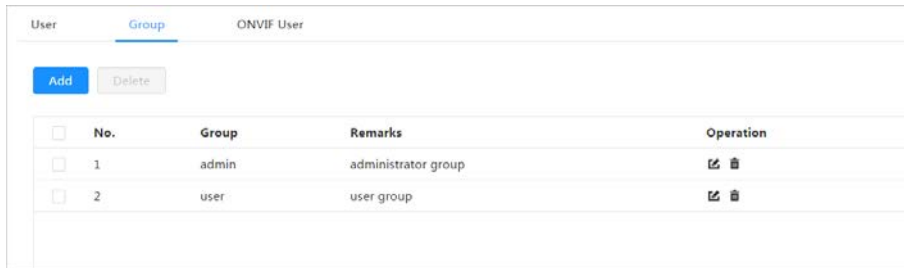 User Group ONVIF User
Add Delete
No. Group Remarks Operation
1 admin administrator group
2 user user group